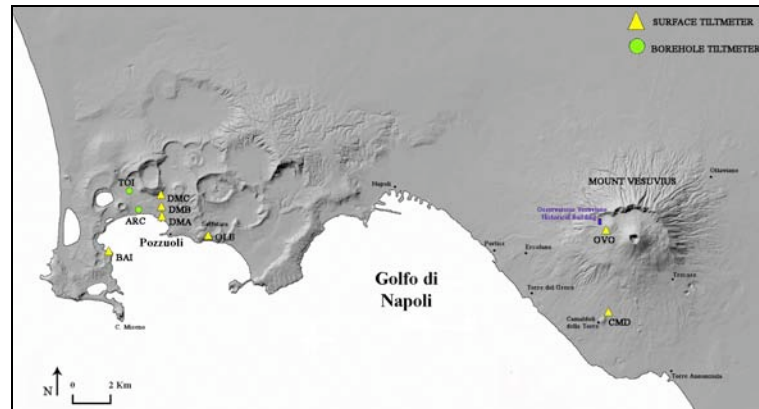 SURFACE TILTMETER
BOREHOLE TILTMETER
MOUNT VESUVIUS
Ottaviano
TOI
DMC
DMB
DMA
ARC
Pozzuoli
OLE
BAI
Napoli
Osservatorio Vesuviano
Historical Building
OVO
Portici
Ercolano
Golfo di
Napoli
Torre del Greco
Trecase
C. Miseno
Camaldoli
della Torre
CMD
Torre Annunziata
N
0 2 Km